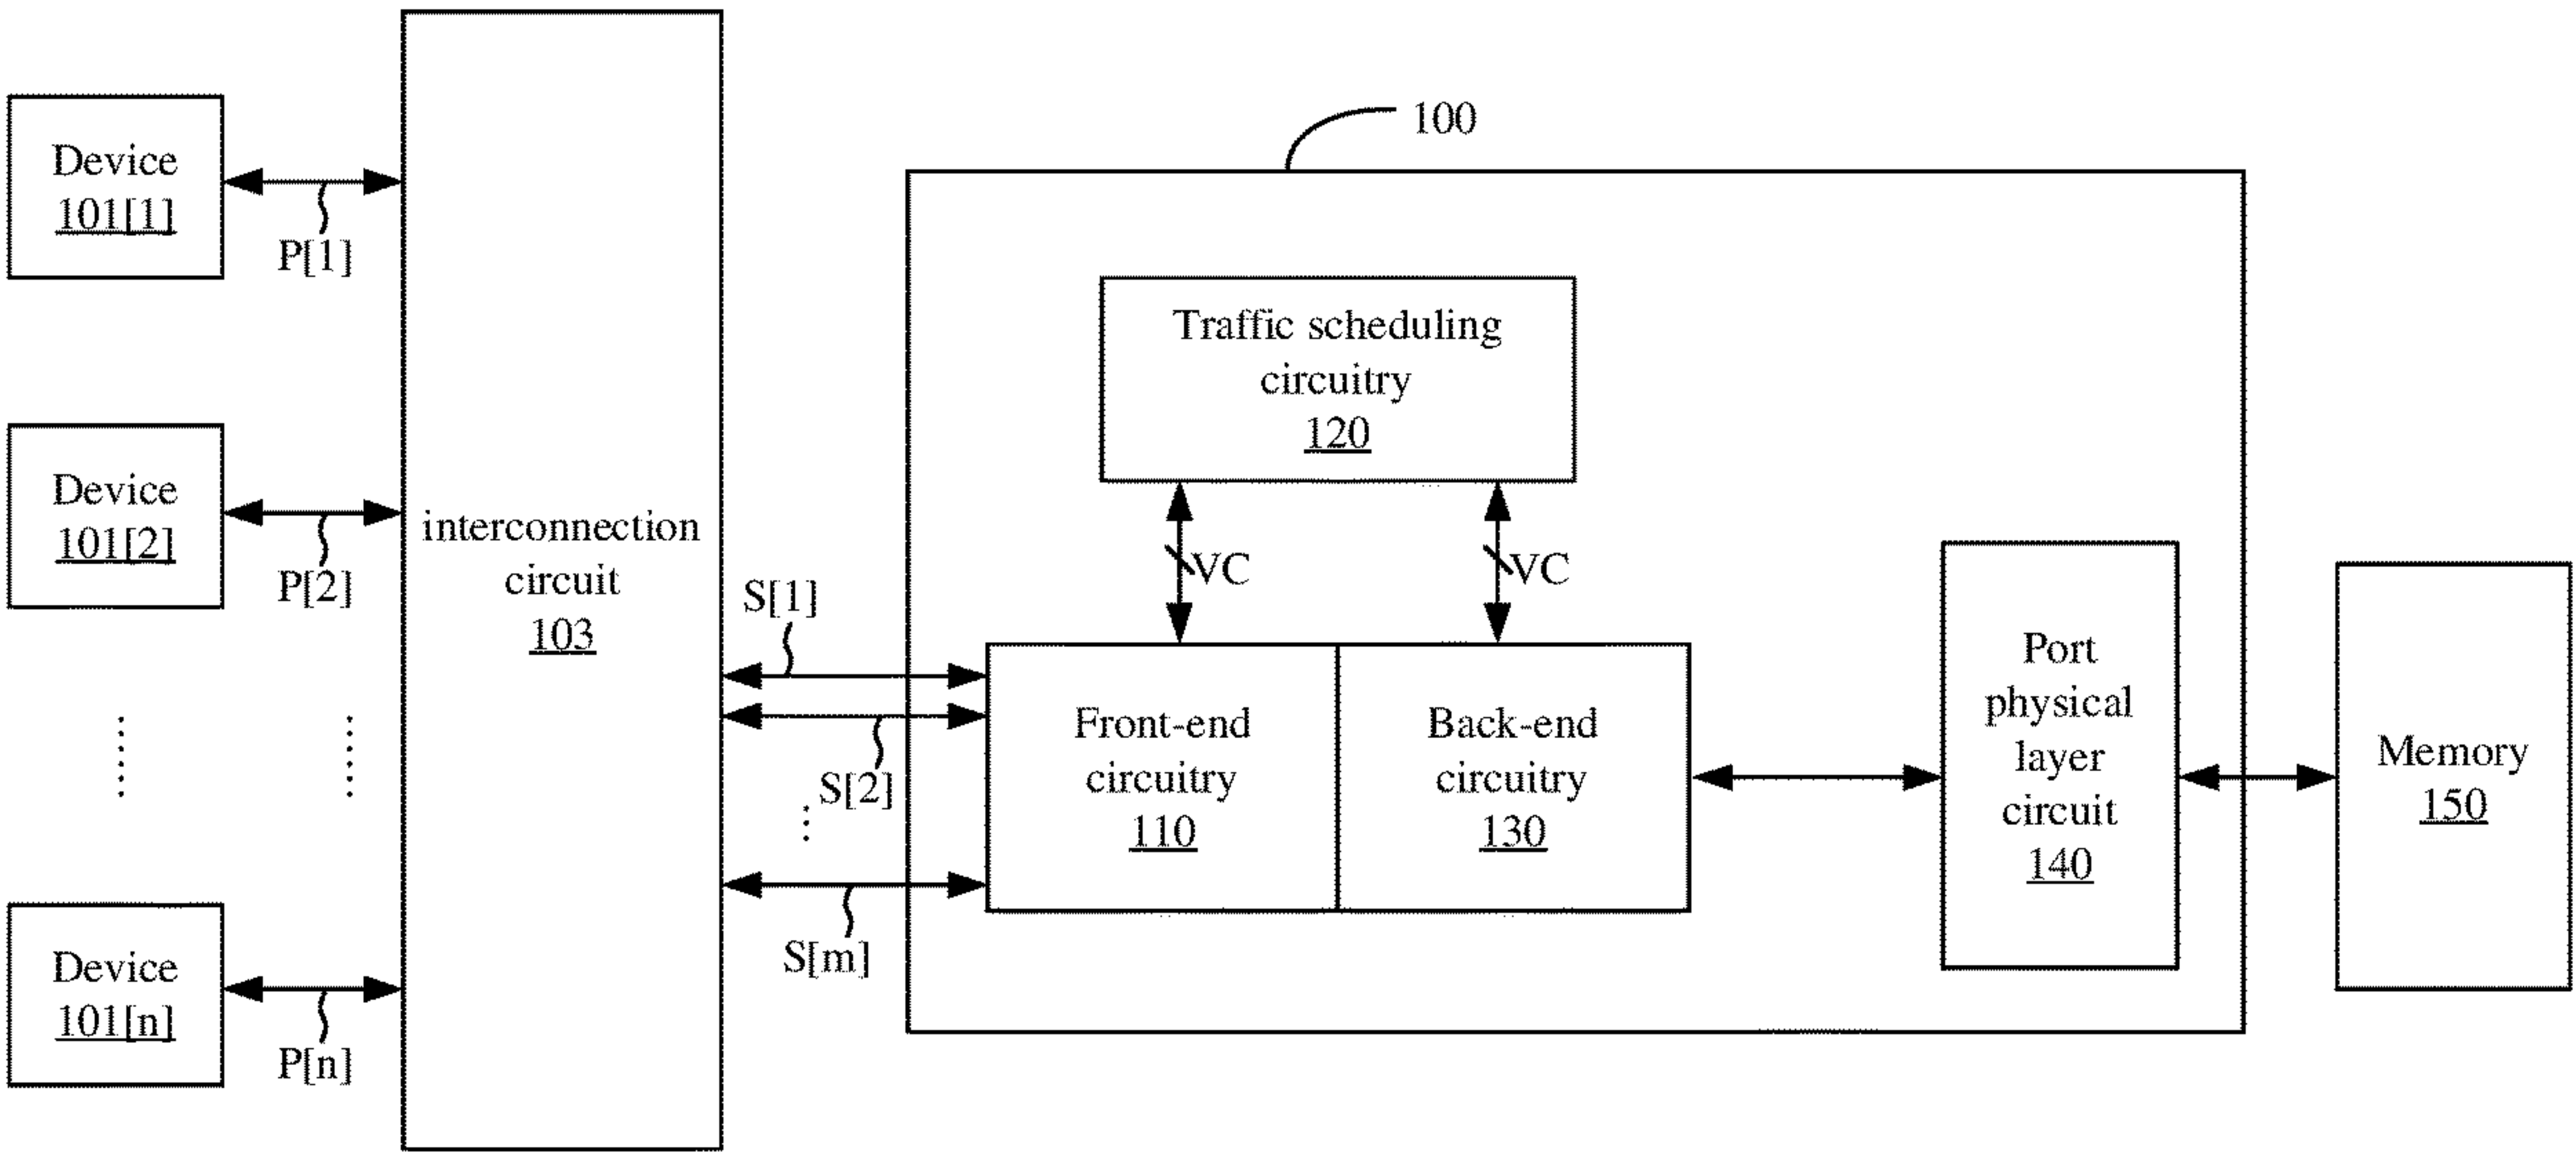 Device
101[1]
P[1]
Device
101[2]
P[2]
Device
101[n]
P[n]
interconnection
circuit
103
S[1]
S[2]
S[m]
100
Traffic scheduling
circuitry
120
VC
VC
Front-end
circuitry
110
Back-end
circuitry
130
Port
physical
layer
circuit
140
Memory
150